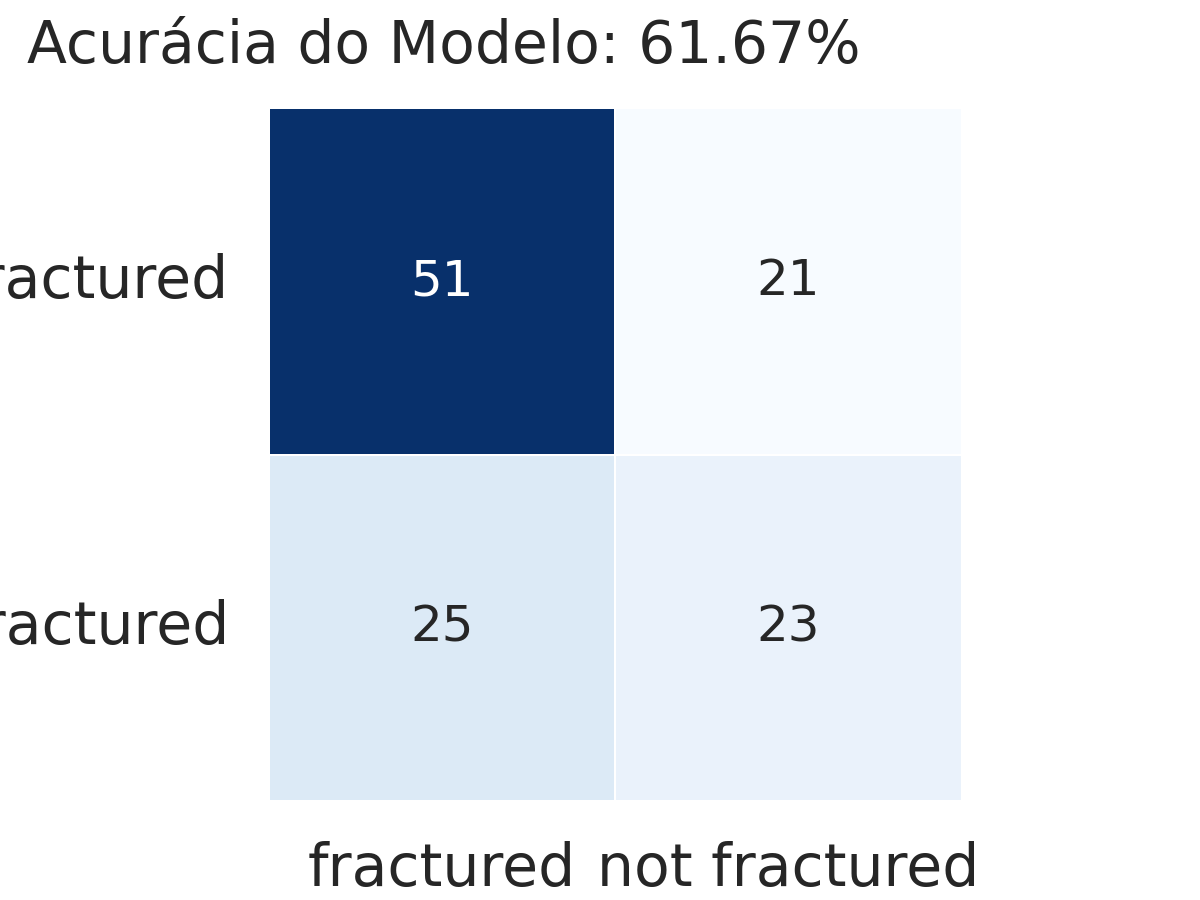 Acurácia do Modelo: 61.67%
51 21
ractured
25 23
ractured
fractured not fractured